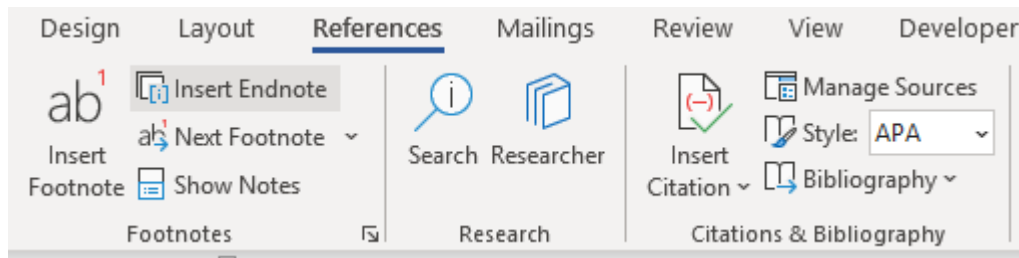 Design Layout References Mailings Review View Developer
ab1
Insert
Footnote
Insert Endnote
ab Next Footnote
Show Notes
Footnotes
Search
Researcher
Research
(-)
Insert
Citation
Manage Sources
Style: APA
Bibliography
Citations & Bibliography